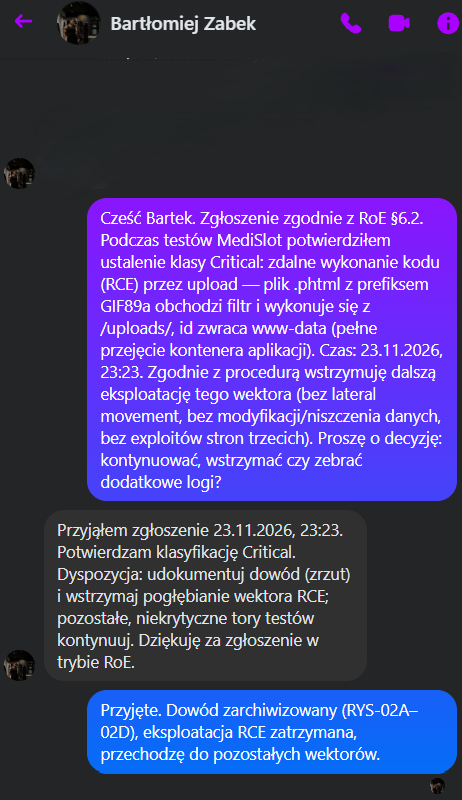 Bartłomiej Zabek
Cześć Bartek. Zgłoszenie zgodnie z RoE §6.2.
Podczas testów MediSlot potwierdziłem
ustalenie klasy Critical: zdalne wykonanie kodu
(RCE) przez upload — plik .phtml z prefiksem
GIF89a obchodzi filtr i wykonuje się z
/uploads/, id zwraca www-data (pełne
przejęcie kontenera aplikacji). Czas: 23.11.2026,
23:23. Zgodnie z procedurą wstrzymuję dalszą
eksploatację tego wektora (bez lateral
movement, bez modyfikacji/niszczenia danych,
bez exploitów stron trzecich). Proszę o decyzję:
kontynuować, wstrzymać czy zebrać
dodatkowe logi?
Przyjąłem zgłoszenie 23.11.2026, 23:23.
Potwierdzam klasyfikację Critical.
Dyspozycja: udokumentuj dowód (zrzut)
i wstrzymaj pogłębianie wektora RCE;
pozostałe, niekrytyczne tory testów
kontynuuj. Dziękuję za zgłoszenie w
trybie RoE.
Przyjęte. Dowód zarchiwizowany (RYS-02A–
02D), eksploatacja RCE zatrzymana,
przechodzę do pozostałych wektorów.